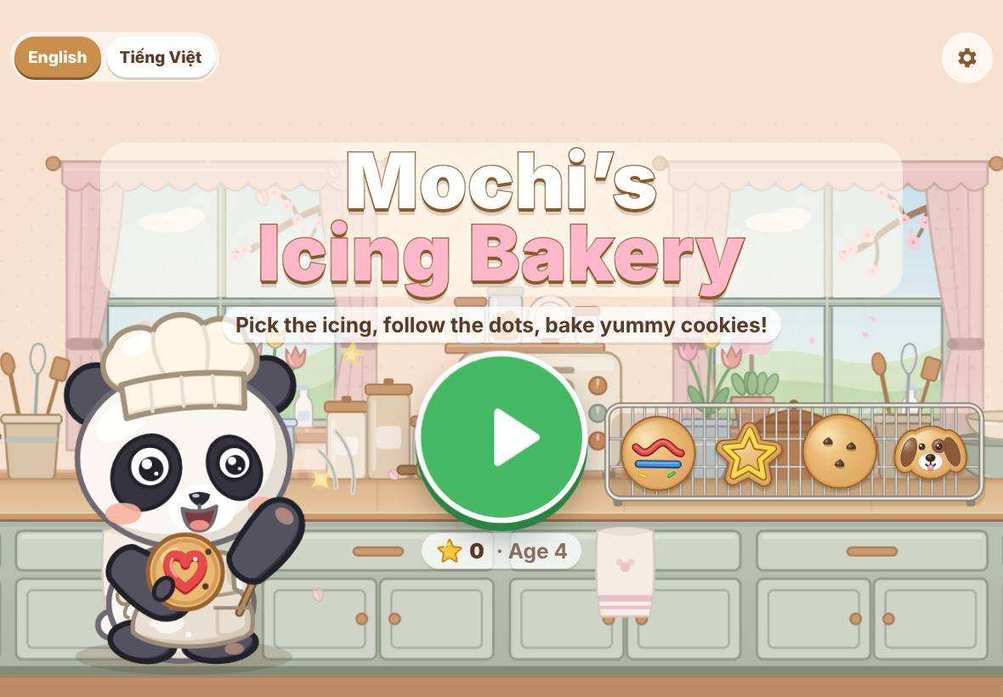 English
Tiếng Việt
Mochi's
Icing Bakery
Pick the icing, follow the dots, bake yummy cookies!
0 · Age 4